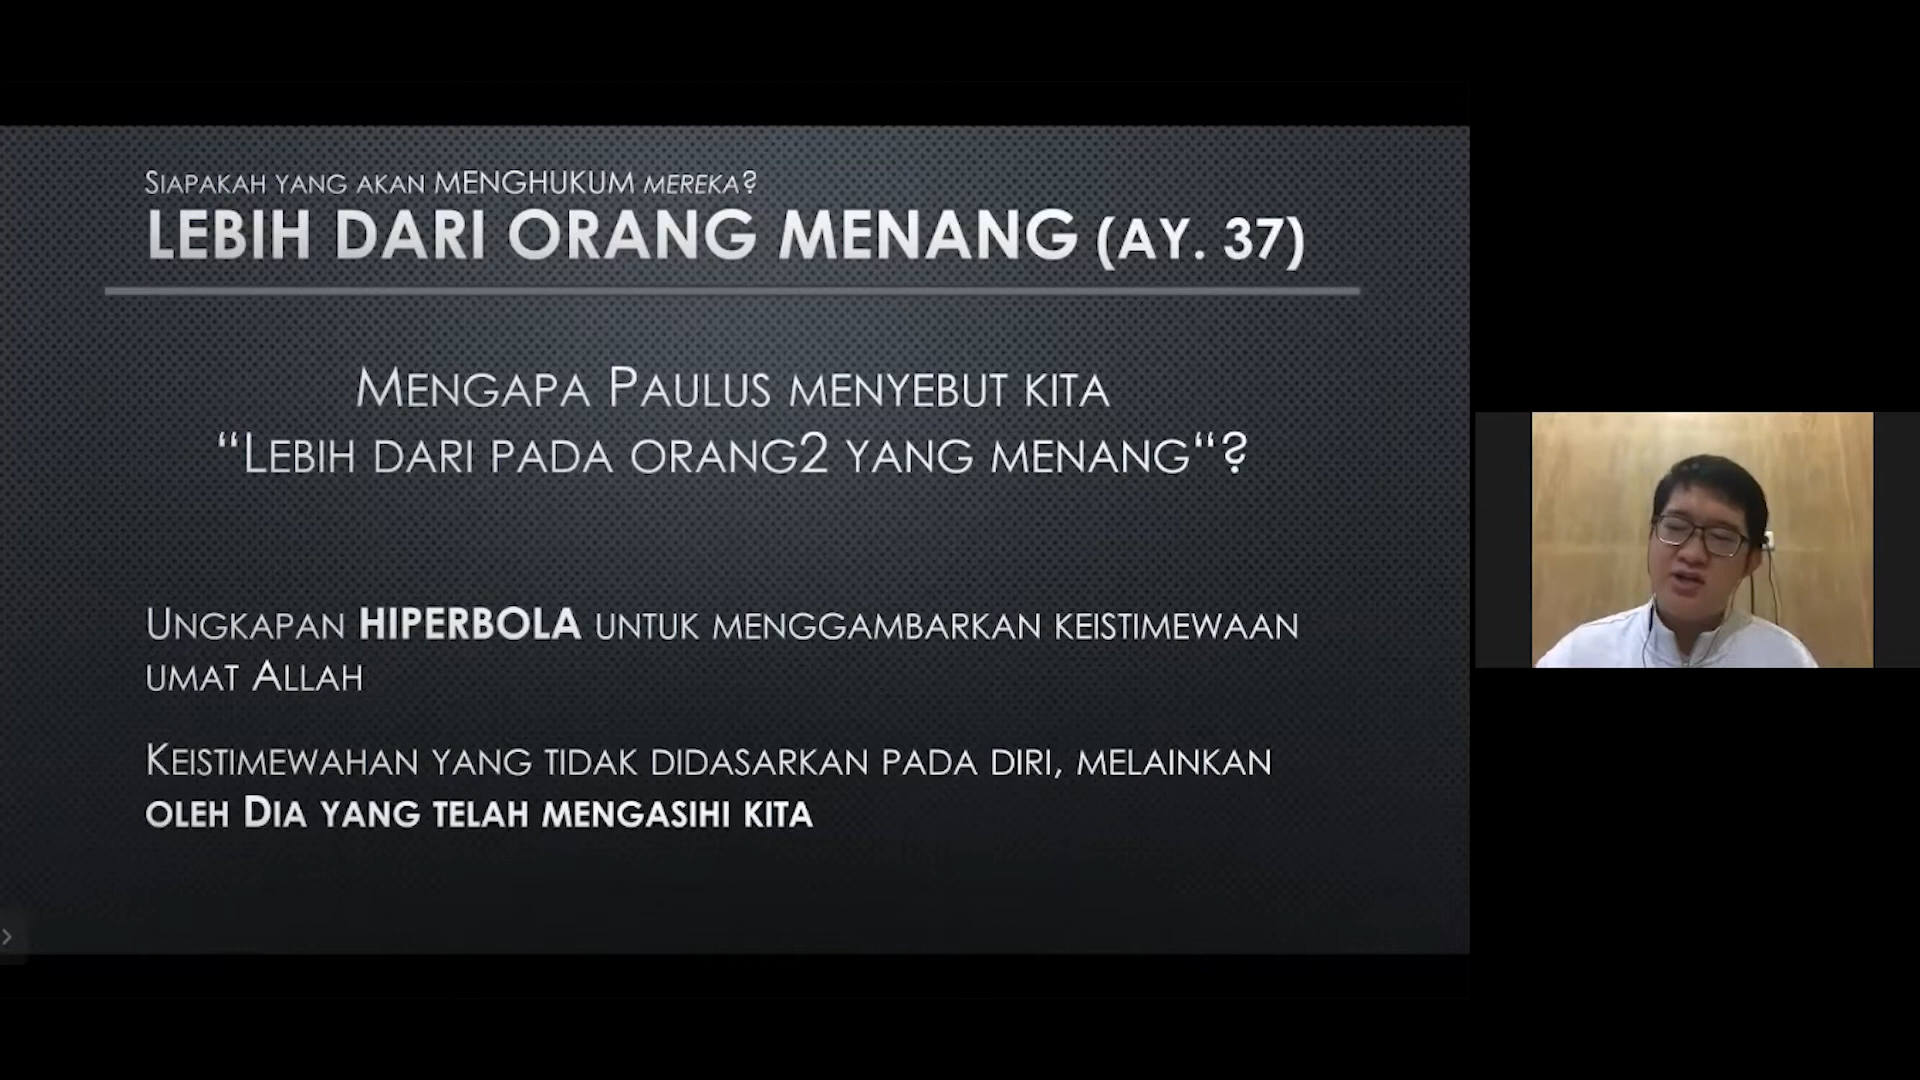 Siapakah yang akan MENGHUKUM mereka?
LEBIH DARI ORANG MENANG (AY. 37)
Mengapa Paulus menyebut kita
“Lebih dari pada orang2 yang menang“?
Ungkapan HIPERBOLA untuk menggambarkan keistimewaan
umat Allah
Keistimewahan yang tidak didasarkan pada diri, melainkan
oleh Dia yang telah mengasihi kita